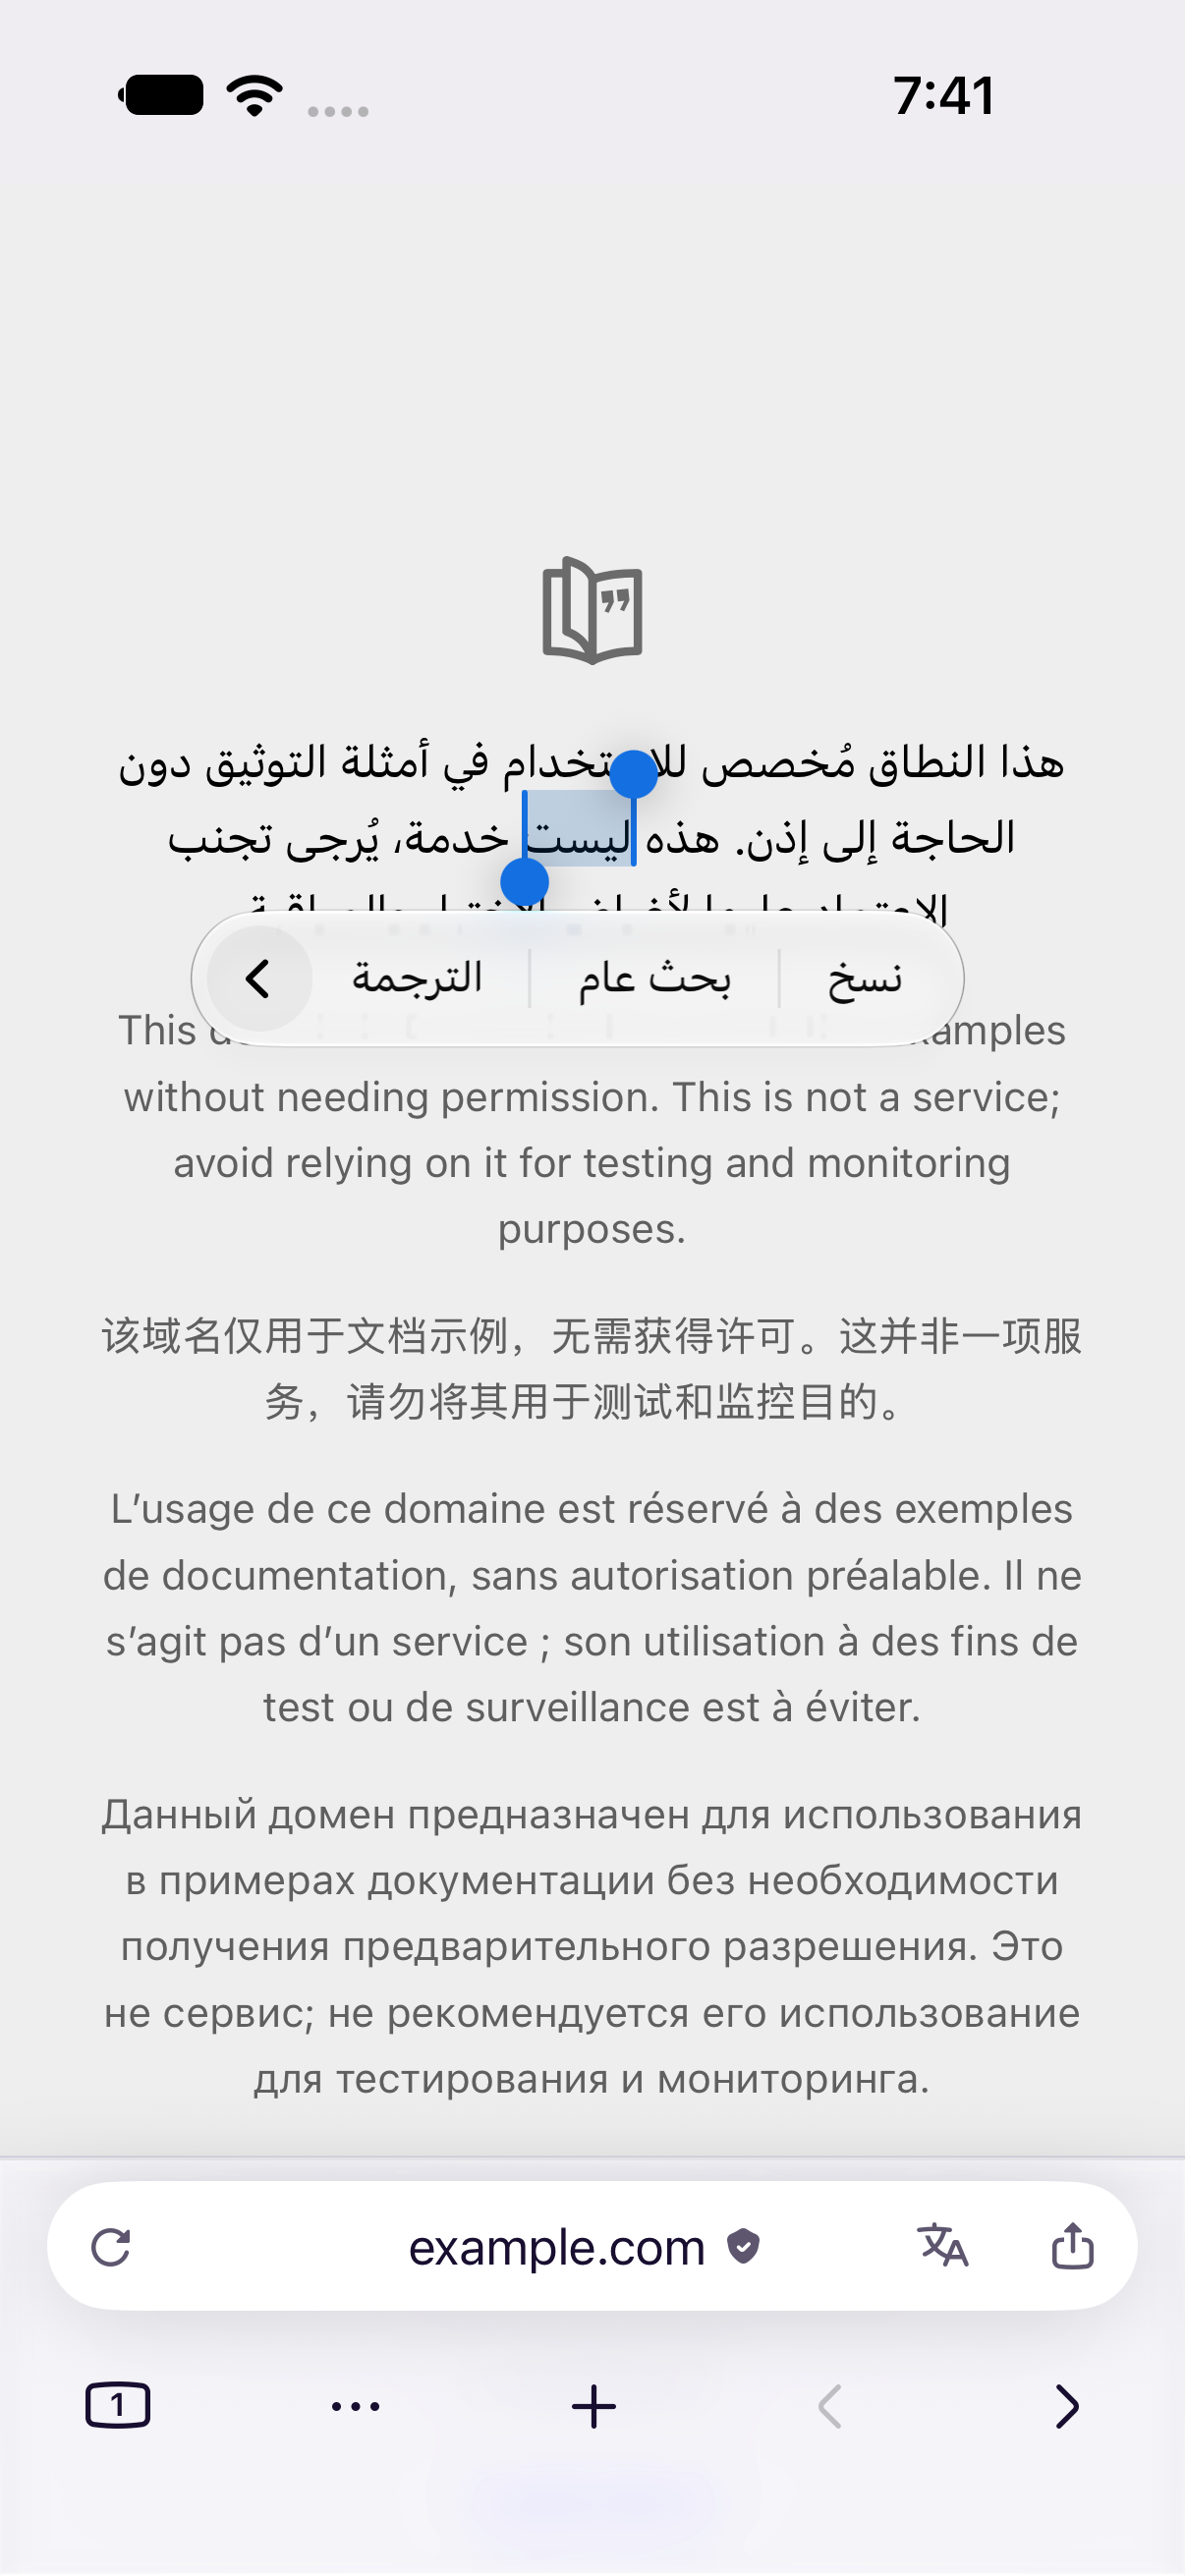 7:41
هذا النطاق مُخصص للاستخدام في أمثلة التوثيق دون
الحاجة إلى إذن. هذه ليست خدمة، يُرجى تجنب
نسخ
بحث عام
الترجمة
This
without needing permission. This is not a service;
avoid relying on it for testing and monitoring
purposes.
该域名仅用于文档示例，无需获得许可。这并非一项服
务，请勿将其用于测试和监控目的。
L’usage de ce domaine est réservé à des exemples
de documentation, sans autorisation préalable. Il ne
s’agit pas d’un service ; son utilisation à des fins de
test ou de surveillance est à éviter.
Данный домен предназначен для использования
в примерах документации без необходимости
получения предварительного разрешения. Это
не сервис; не рекомендуется его использование
для тестирования и мониторинга.
example.com
1